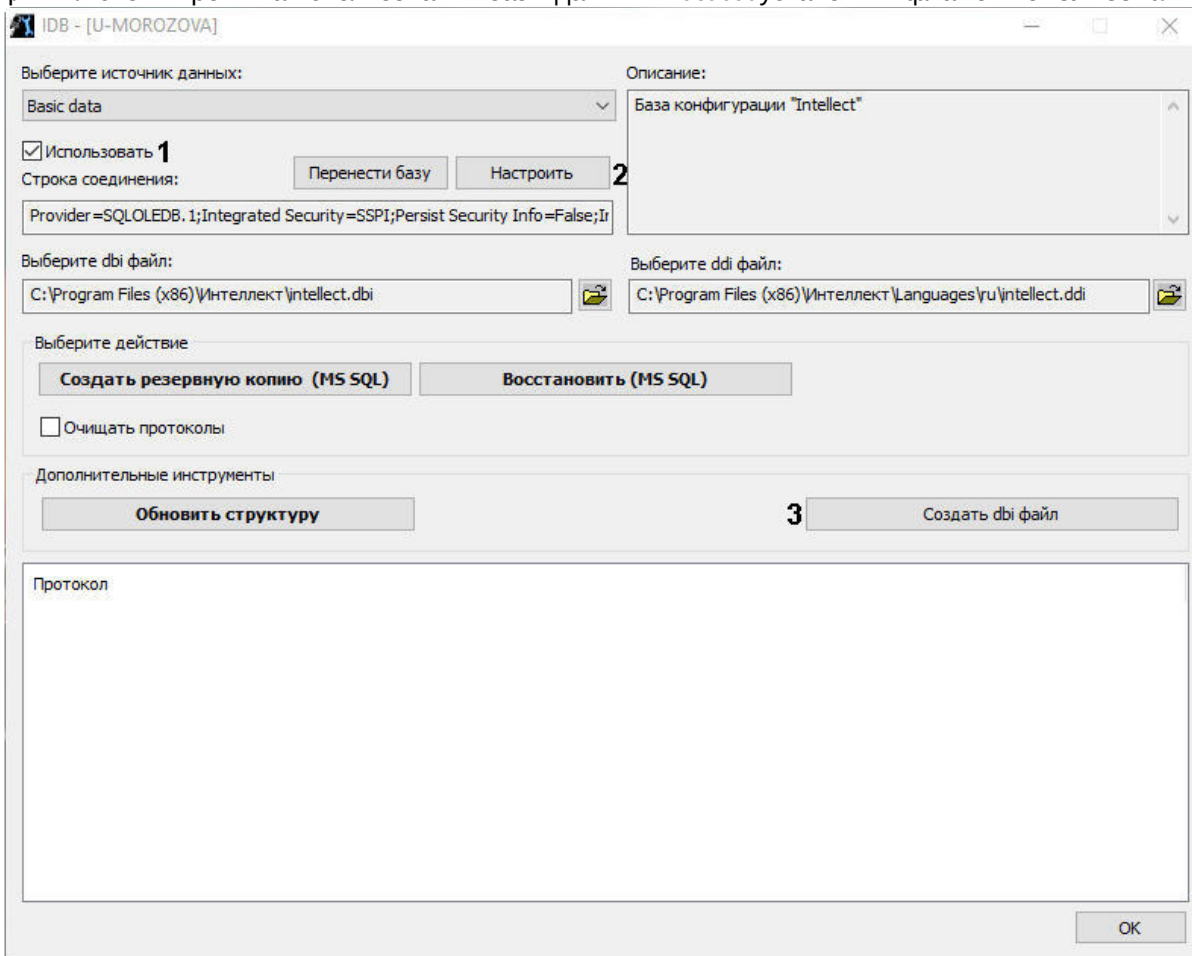 IDB - [U-MOROZOVA]
Выберите источник данных:
Описание:
Basic data
База конфигурации "Intellect"
Использовать 1
Строка соединения:
Перенести базу
Настроить 2
Provider=SQLOLEDB.1;Integrated Security=SSPI;Persist Security Info=False;Ir
Выберите dbi файл:
Выберите ddi файл:
C:\Program Files (x86)\Интеллект\intellect.dbi
C:\Program Files (x86)\Интеллект\Languages\ru\intellect.ddi
Выберите действие
Создать резервную копию (MS SQL)
Восстановить (MS SQL)
Очищать протоколы
Дополнительные инструменты
Обновить структуру
3 Создать dbi файл
Протокол
OK